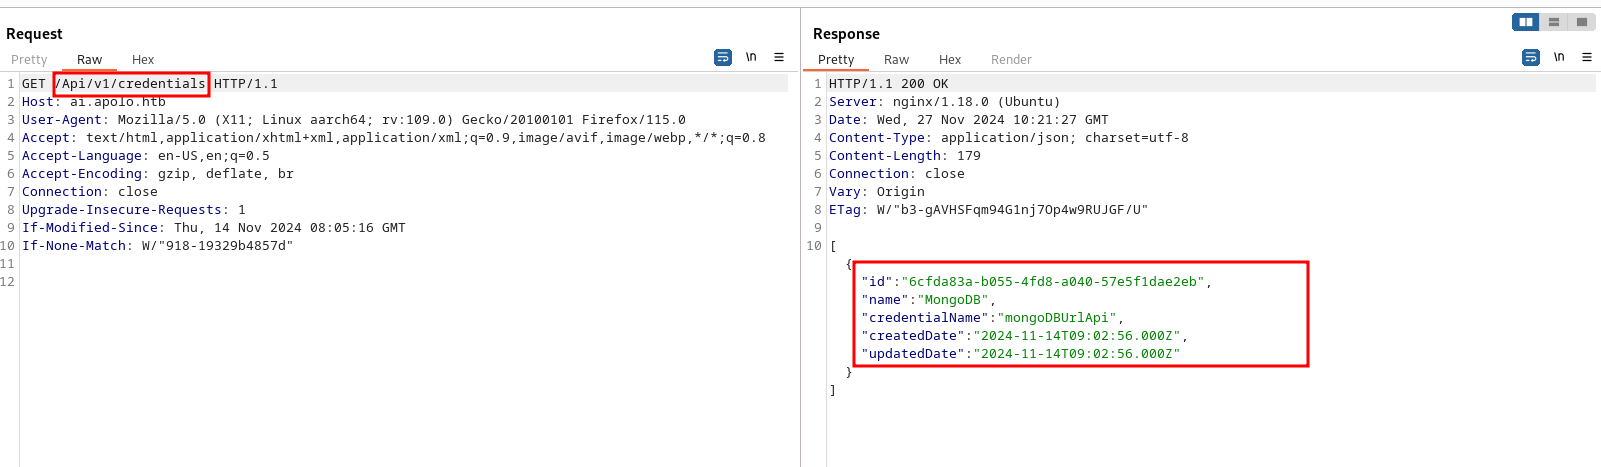 Request
Pretty Raw Hex \n
1 GET /Api/v1/credentials HTTP/1.1
2 Host: ai.apolo.htb
3 User-Agent: Mozilla/5.0 (X11; Linux aarch64; rv:109.0) Gecko/20100101 Firefox/115.0
4 Accept: text/html,application/xhtml+xml,application/xml;q=0.9,image/avif,image/webp,*/*;q=0.8
5 Accept-Language: en-US,en;q=0.5
6 Accept-Encoding: gzip, deflate, br
7 Connection: close
8 Upgrade-Insecure-Requests: 1
9 If-Modified-Since: Thu, 14 Nov 2024 08:05:16 GMT
10 If-None-Match: W/"918-19329b4857d"
11
12
Response
Pretty Raw Hex Render \n
1 HTTP/1.1 200 OK
2 Server: nginx/1.18.0 (Ubuntu)
3 Date: Wed, 27 Nov 2024 10:21:27 GMT
4 Content-Type: application/json; charset=utf-8
5 Content-Length: 179
6 Connection: close
7 Vary: Origin
8 ETag: W/"b3-gAVHSFqm94G1nj7Op4w9RUJGF/U"
9
10 [
{
"id":"6cfda83a-b055-4fd8-a040-57e5f1dae2eb",
"name":"MongoDB",
"credentialName":"mongoDBUrlApi",
"createdDate":"2024-11-14T09:02:56.000Z",
"updatedDate":"2024-11-14T09:02:56.000Z"
}
]